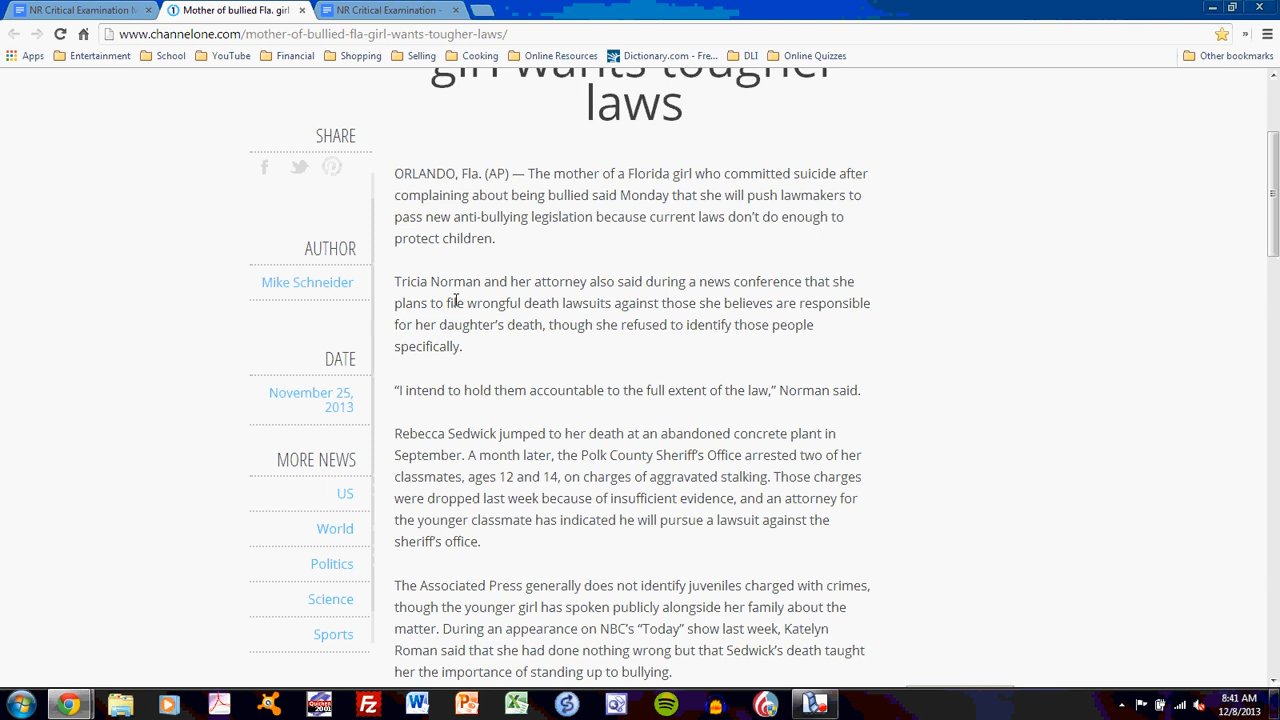 NR Critical Examination M
Mother of bullied Fla. girl
NR Critical Examination -
www.channelone.com/mother-of-bullied-fla-girl-wants-tougher-laws/
Apps Entertainment School YouTube Financial Shopping Selling Cooking Online Resources Dictionary.com - Fre... DLI Online Quizzes Other bookmarks
girl wants tougher
laws
SHARE
AUTHOR
Mike Schneider
DATE
November 25,
2013
MORE NEWS
US
World
Politics
Science
Sports
ORLANDO, Fla. (AP) — The mother of a Florida girl who committed suicide after
complaining about being bullied said Monday that she will push lawmakers to
pass new anti-bullying legislation because current laws don’t do enough to
protect children.
Tricia Norman and her attorney also said during a news conference that she
plans to file wrongful death lawsuits against those she believes are responsible
for her daughter’s death, though she refused to identify those people
specifically.
“I intend to hold them accountable to the full extent of the law,” Norman said.
Rebecca Sedwick jumped to her death at an abandoned concrete plant in
September. A month later, the Polk County Sheriff’s Office arrested two of her
classmates, ages 12 and 14, on charges of aggravated stalking. Those charges
were dropped last week because of insufficient evidence, and an attorney for
the younger classmate has indicated he will pursue a lawsuit against the
sheriff’s office.
The Associated Press generally does not identify juveniles charged with crimes,
though the younger girl has spoken publicly alongside her family about the
matter. During an appearance on NBC’s “Today” show last week, Katelyn
Roman said that she had done nothing wrong but that Sedwick’s death taught
her the importance of standing up to bullying.
8:41 AM
12/8/2013